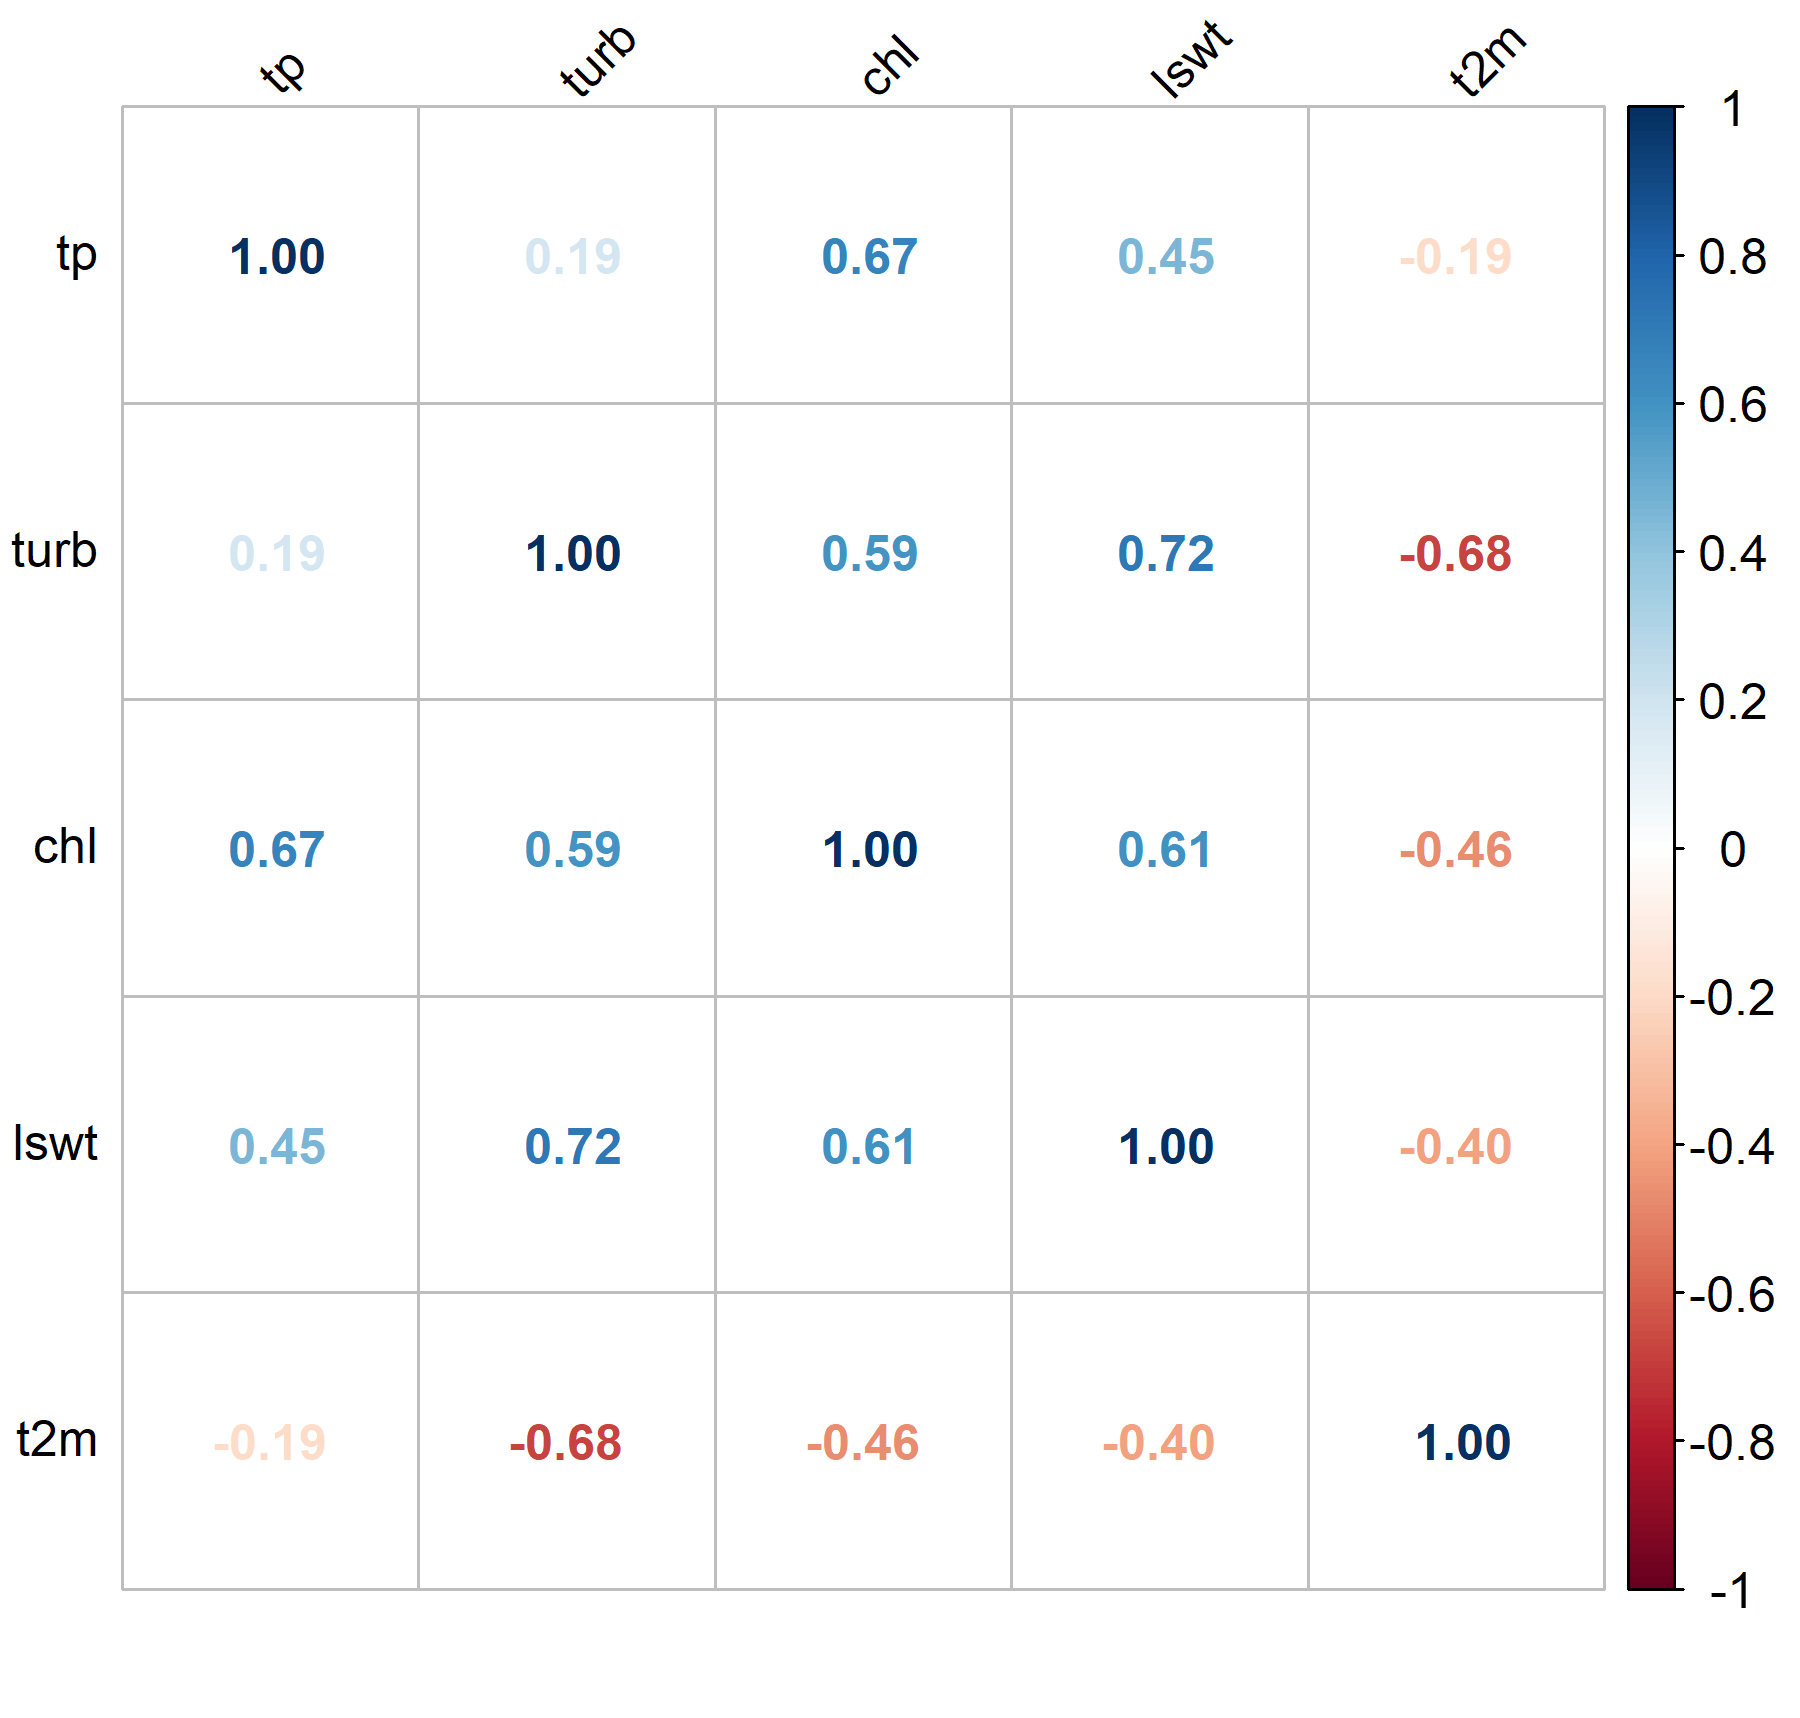 tp turb chl lswt t2m
tp 1.00 0.19 0.67 0.45 -0.19
turb 0.19 1.00 0.59 0.72 -0.68
chl 0.67 0.59 1.00 0.61 -0.46
lswt 0.45 0.72 0.61 1.00 -0.40
t2m -0.19 -0.68 -0.46 -0.40 1.00
1
0.8
0.6
0.4
0.2
0
-0.2
-0.4
-0.6
-0.8
-1